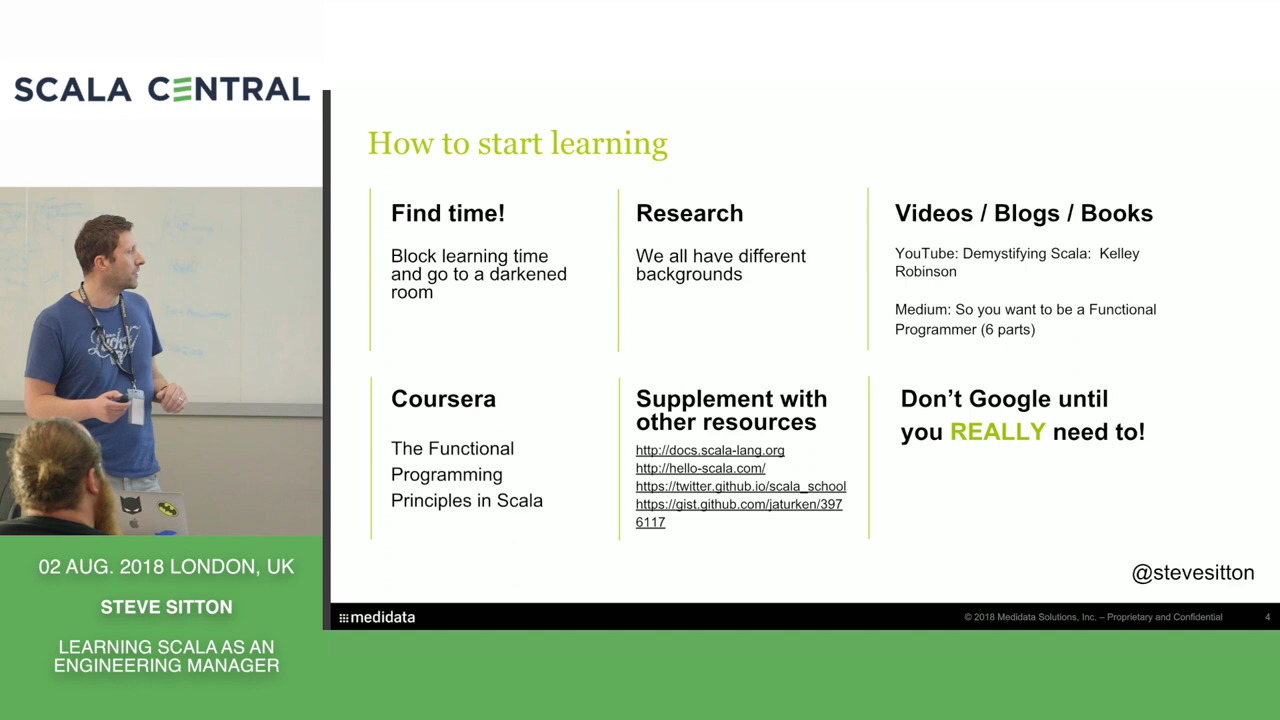 SCALA CENTRAL
How to start learning
Find time!
Block learning time
and go to a darkened
room
Research
We all have different
backgrounds
Videos / Blogs / Books
YouTube: Demystifying Scala: Kelley
Robinson
Medium: So you want to be a Functional
Programmer (6 parts)
Coursera
The Functional
Programming
Principles in Scala
Supplement with
other resources
http://docs.scala-lang.org
http://hello-scala.com/
https://twitter.github.io/scala_school
https://gist.github.com/jaturken/397
6117
Don’t Google until
you REALLY need to!
@stevesitton
medidata
© 2018 Medidata Solutions, Inc. – Proprietary and Confidential
4
02 AUG. 2018 LONDON, UK
STEVE SITTON
LEARNING SCALA AS AN
ENGINEERING MANAGER